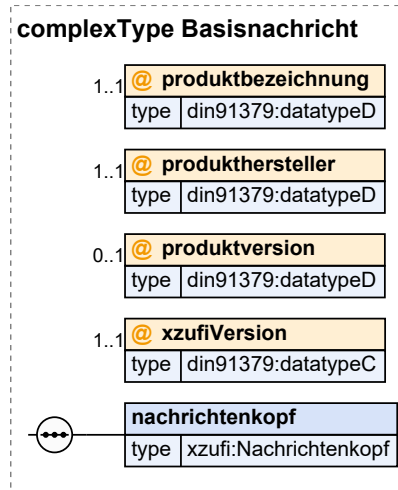 complexType Basisnachricht
1..1 @ produktbezeichnung
type din91379:datatypeD
1..1 @ produkthersteller
type din91379:datatypeD
0..1 @ produktversion
type din91379:datatypeD
1..1 @ xzufiVersion
type din91379:datatypeC
nachrichtenkopf
type xzufi:Nachrichtenkopf